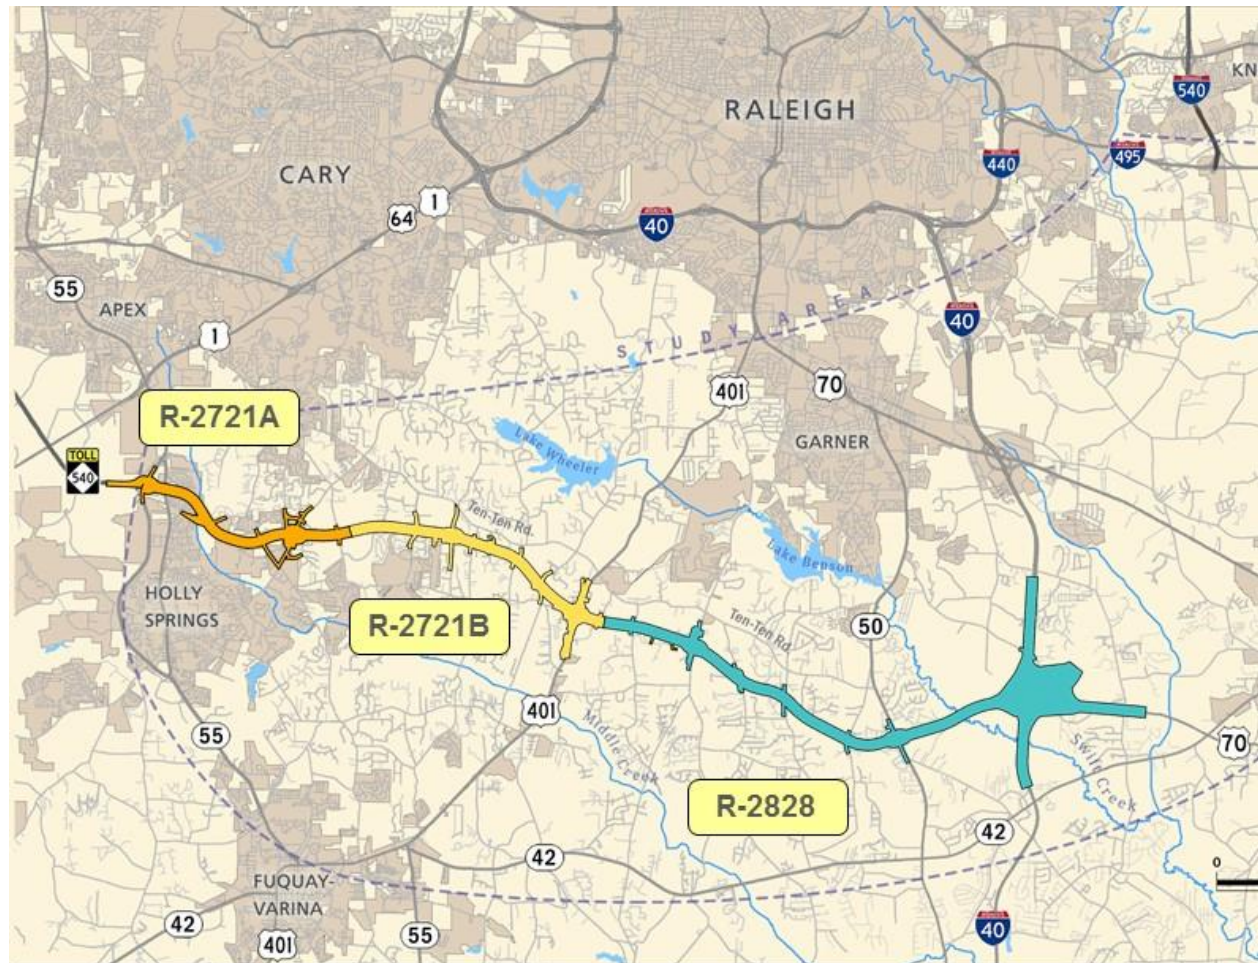 RALEIGH
KN
540
495
440
CARY
1
64
40
55
APEX
1
STUDY AREA
40
401
70
R-2721A
TOLL
540
Lake Wheeler
GARNER
Ten-Ten Rd.
Lake Benson
HOLLY
SPRINGS
R-2721B
Ten-Ten Rd.
50
401
Middle Creek
55
Swift Creek
70
R-2828
42
42
0
FUQUAY-
VARINA
42
401
55
40